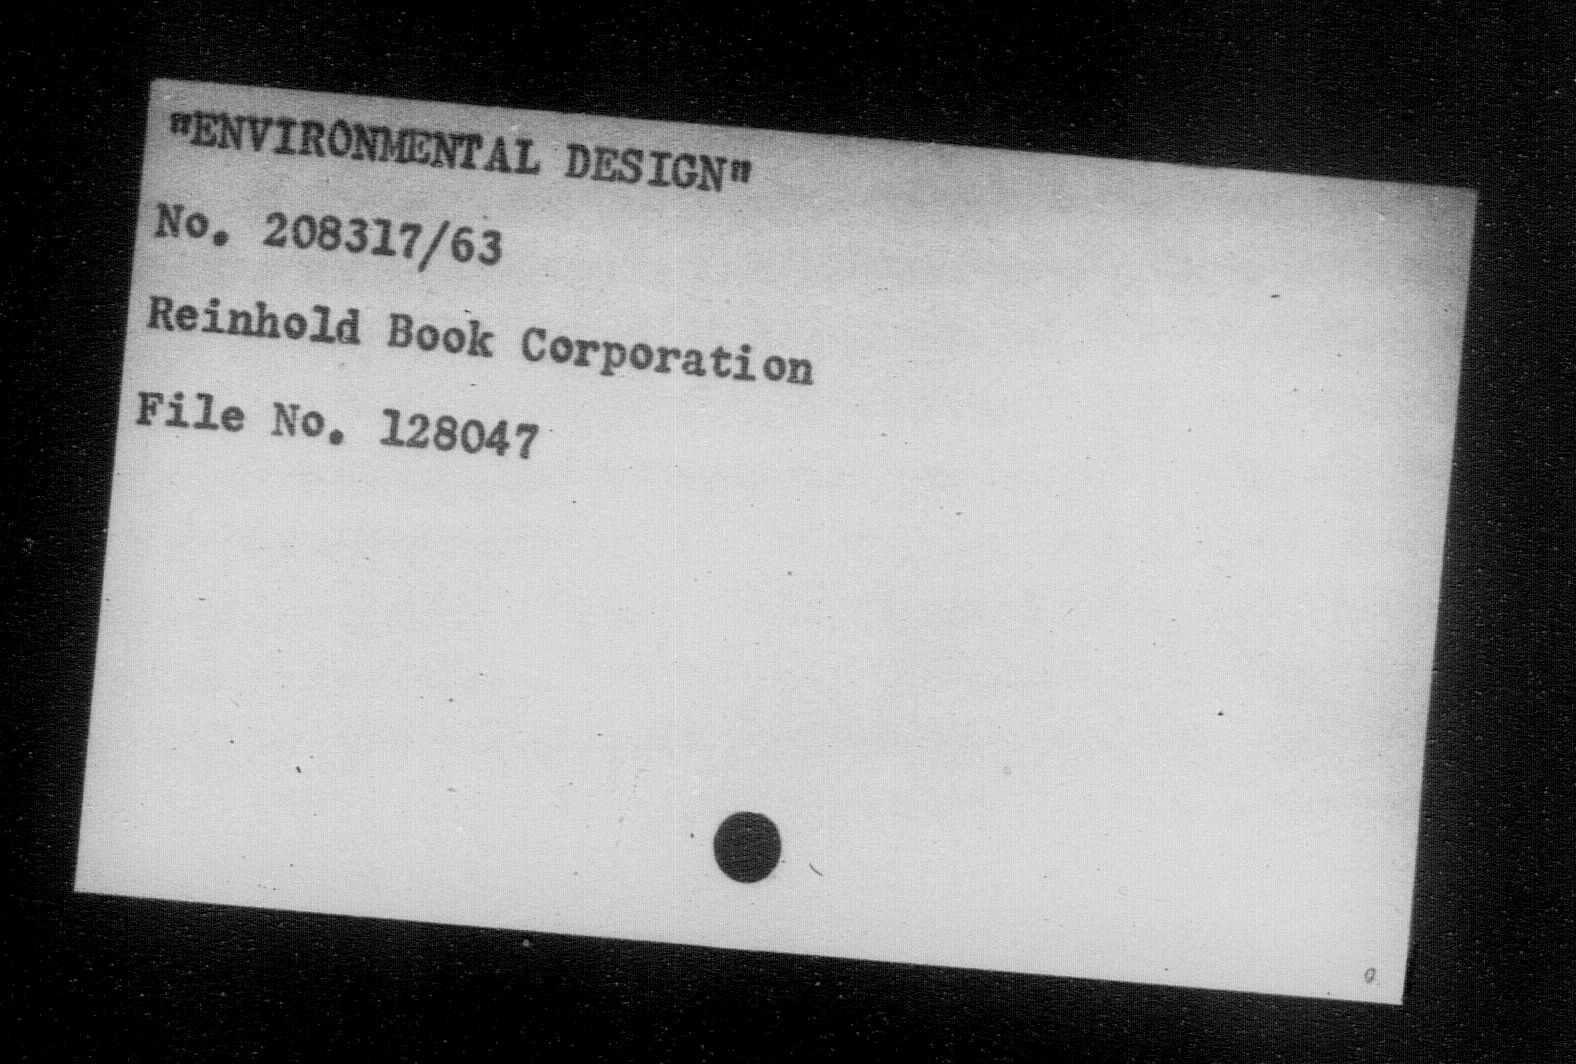 "ENVIRONMENTAL DESIGN"
No. 208317/63
Reinhold Book Corporation
File No. 128047